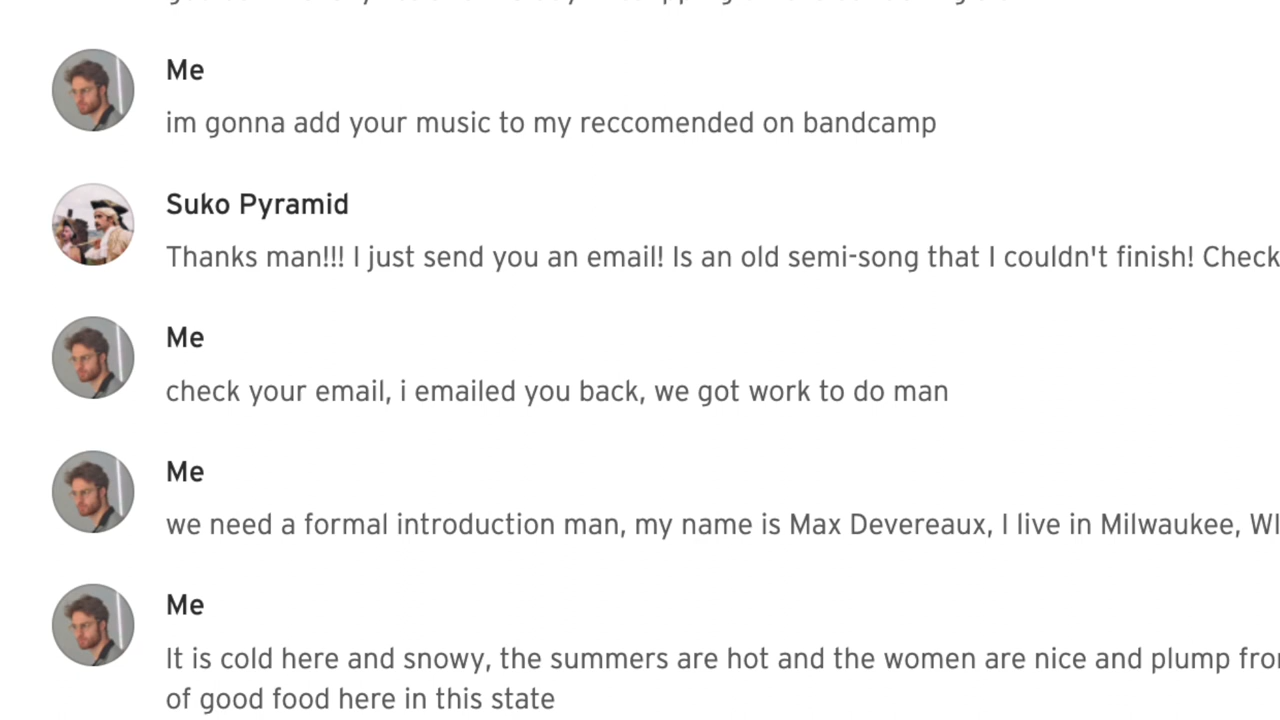 Me
im gonna add your music to my reccomended on bandcamp
Suko Pyramid
Thanks man!!! I just send you an email! Is an old semi-song that I couldn't finish! Check
Me
check your email, i emailed you back, we got work to do man
Me
we need a formal introduction man, my name is Max Devereaux, I live in Milwaukee, WI
Me
It is cold here and snowy, the summers are hot and the women are nice and plump
of good food here in this state